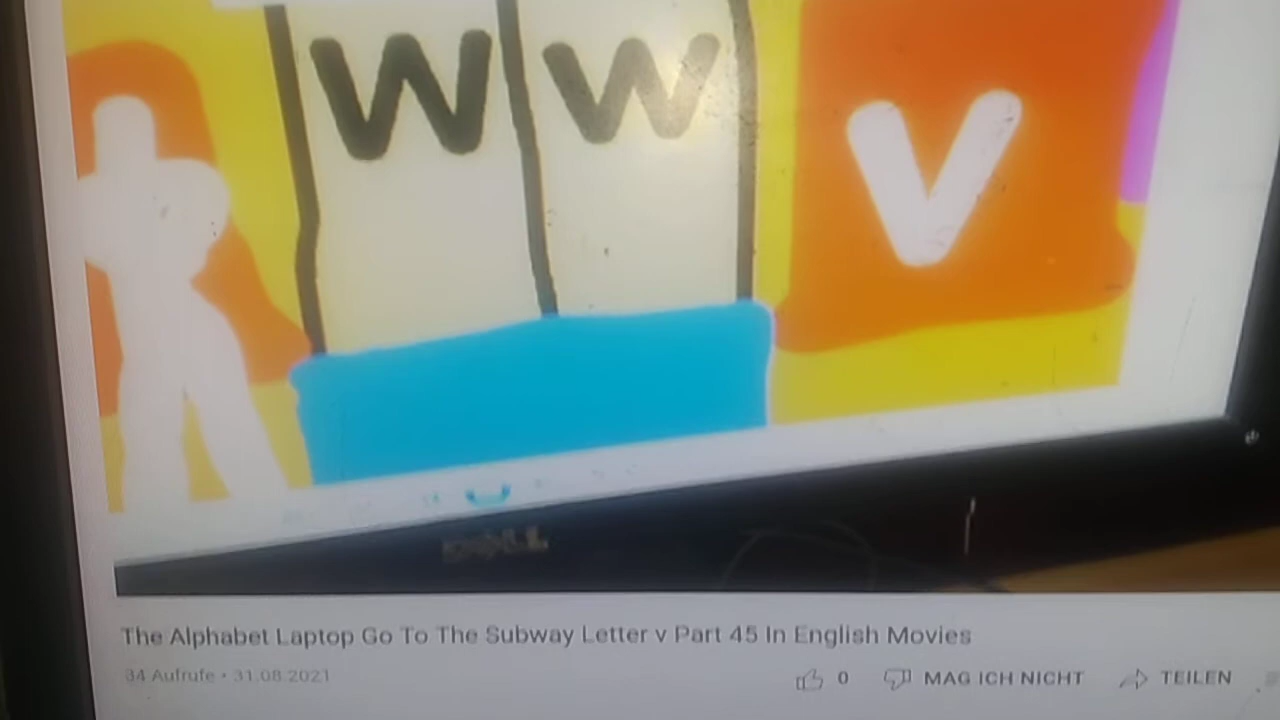 W W
v
DELL
The Alphabet Laptop Go To The Subway Letter v Part 45 In English Movies
34 Aufrufe • 31.08.2021
0 MAG ICH NICHT TEILEN